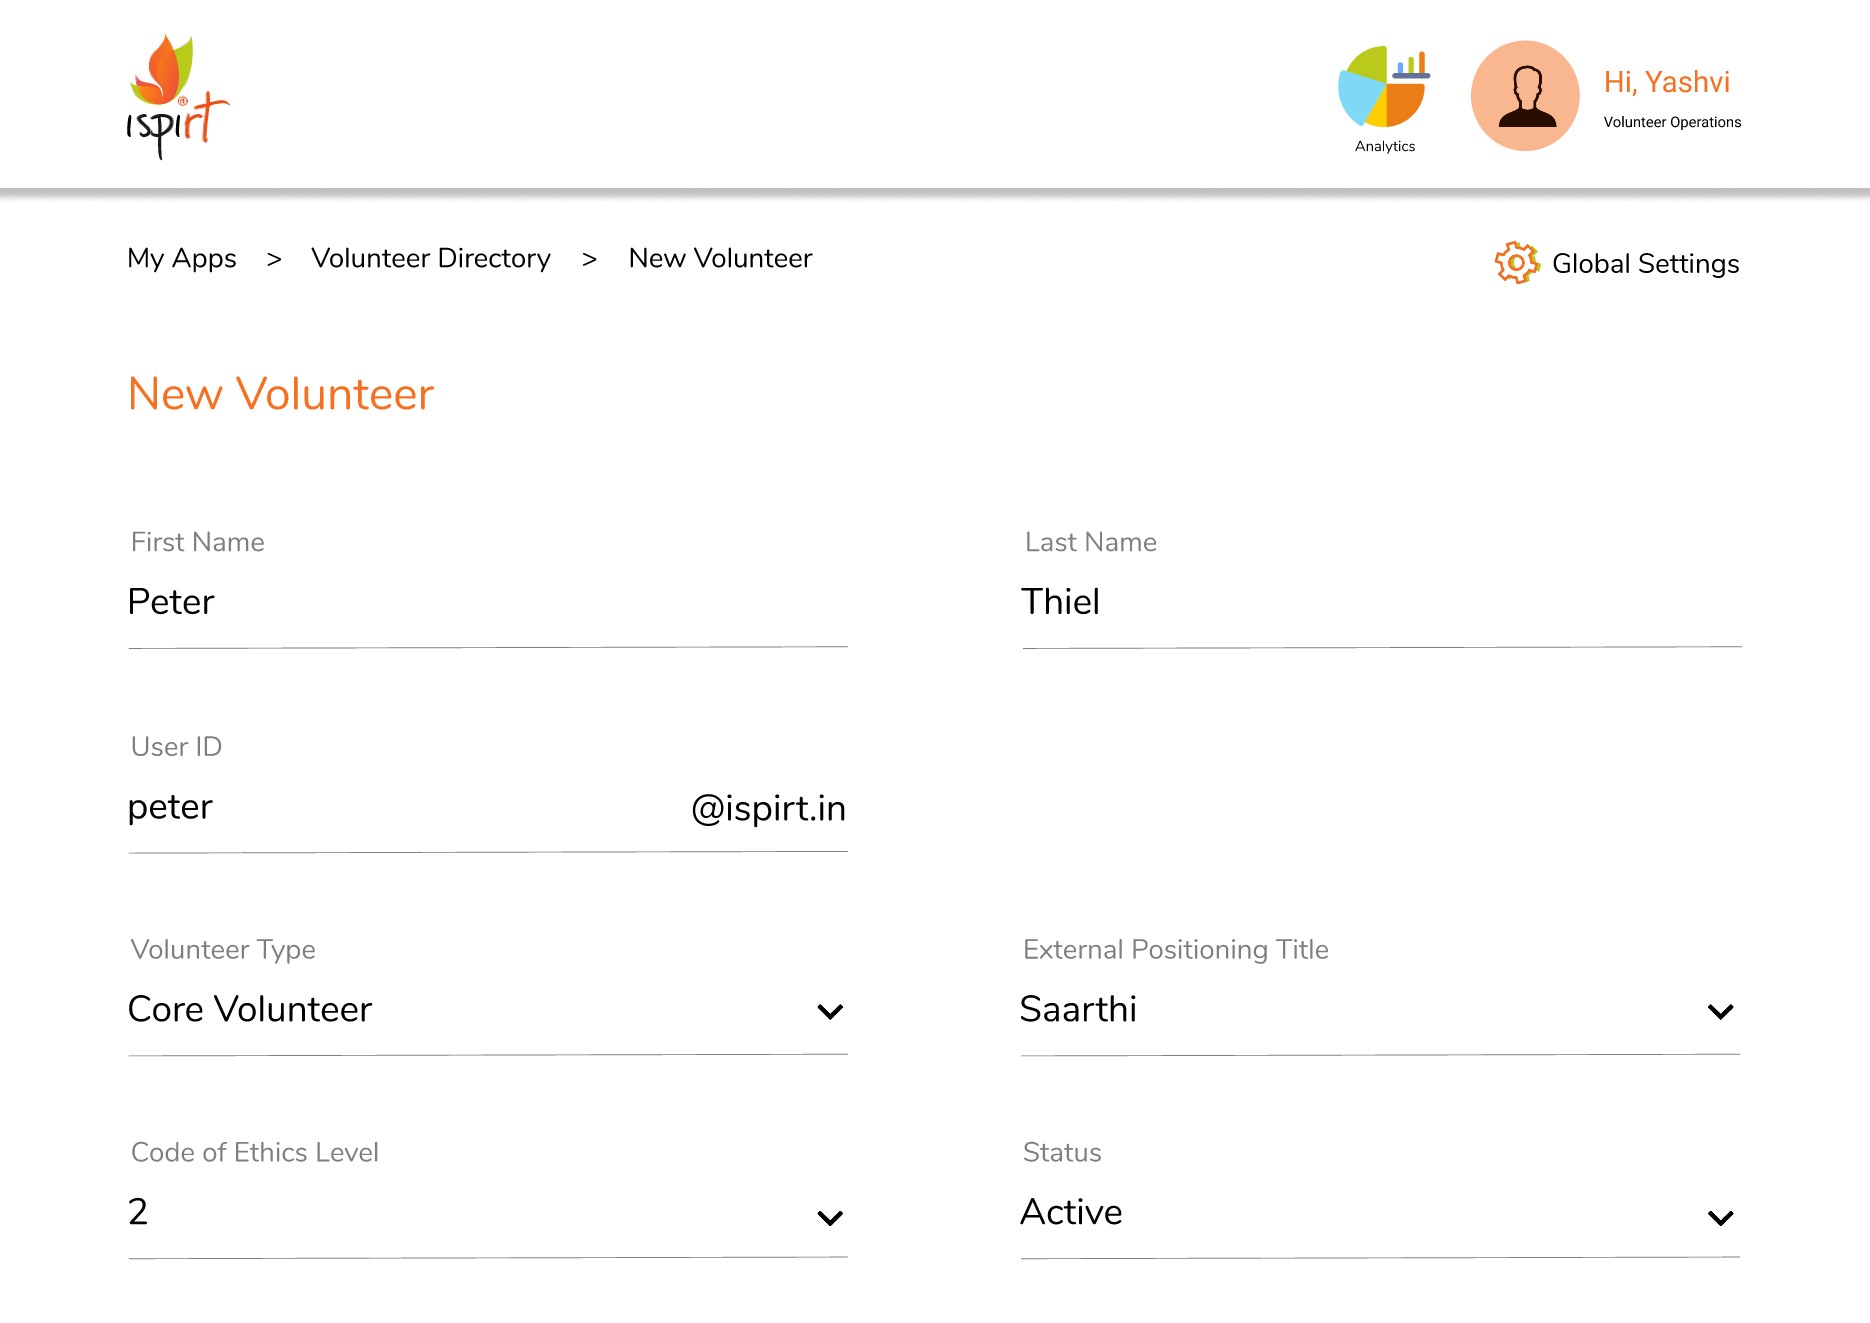 ispirt
Analytics
Hi, Yashvi
Volunteer Operations
My Apps > Volunteer Directory > New Volunteer
Global Settings
New Volunteer
First Name
Peter
Last Name
Thiel
User ID
peter @ispirt.in
Volunteer Type
Core Volunteer
External Positioning Title
Saarthi
Code of Ethics Level
2
Status
Active